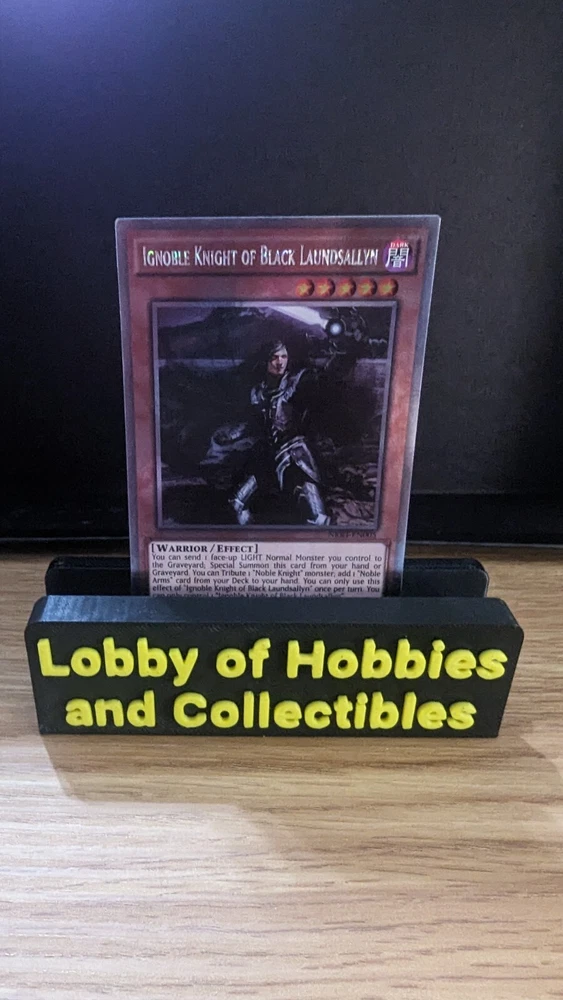 Ignoble Knight of Black Laundsallyn
DARK
闇
[Warrior/Effect]
You can send 1 face-up LIGHT Normal Monster you control to
the Graveyard; Special Summon this card from your hand or
Graveyard. You can Tribute 1 "Noble Knight" monster; add 1 "Noble
Arms" card from your Deck to your hand. You can only use this
effect of "Ignoble Knight of Black Laundsallyn" once per turn. You
Lobby of Hobbies
and Collectibles